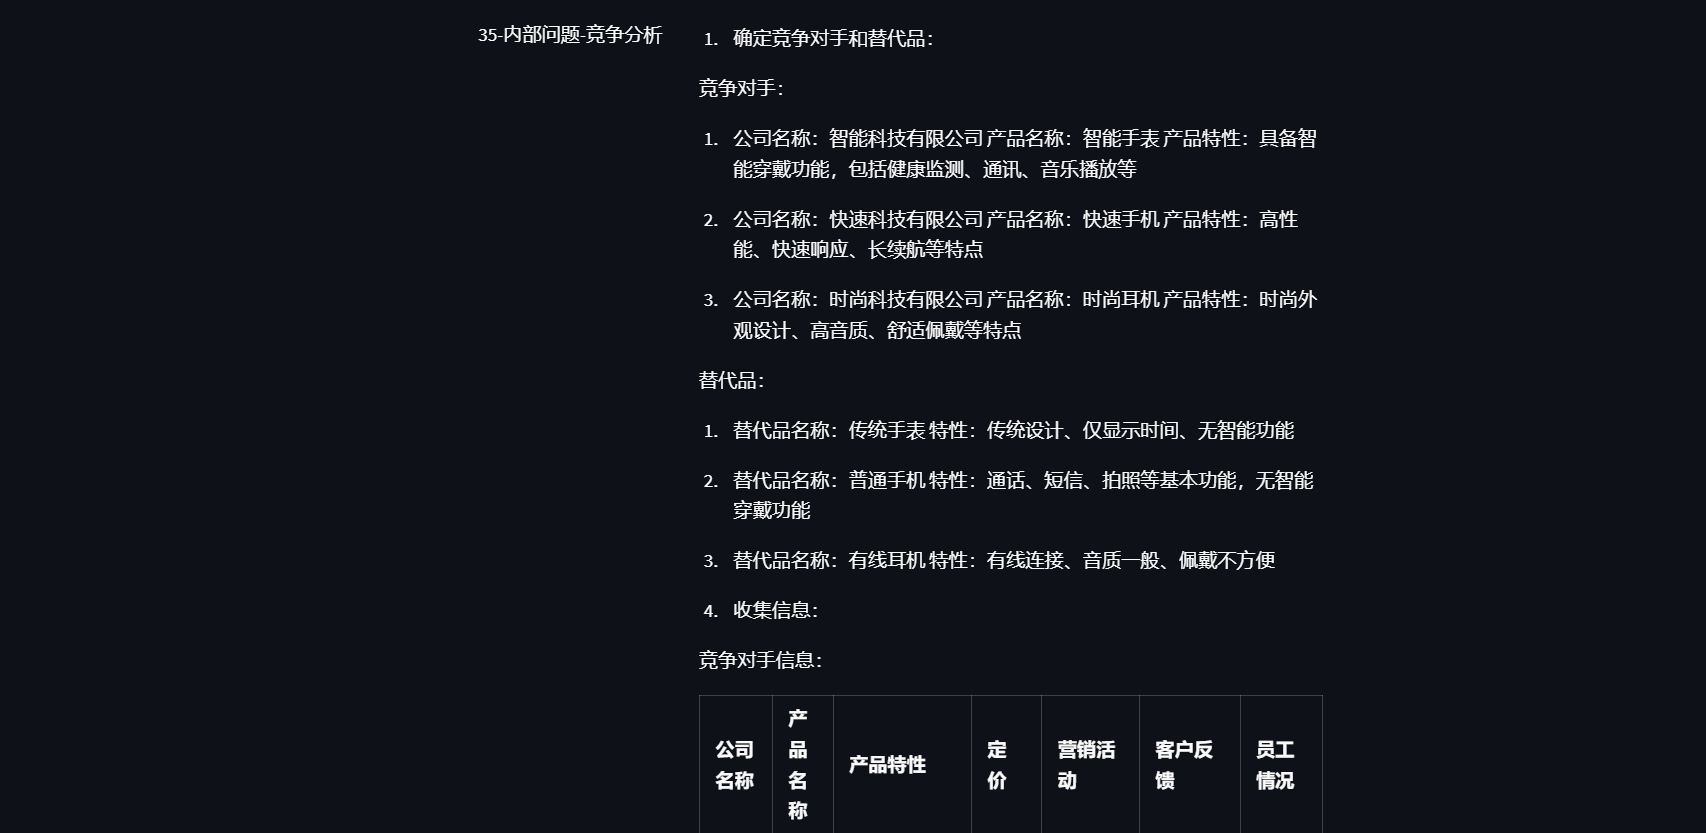 35-内部问题-竞争分析
1. 确定竞争对手和替代品：
竞争对手：
1. 公司名称：智能科技有限公司 产品名称：智能手表 产品特性：具备智
能穿戴功能，包括健康监测、通讯、音乐播放等
2. 公司名称：快速科技有限公司 产品名称：快速手机 产品特性：高性
能、快速响应、长续航等特点
3. 公司名称：时尚科技有限公司 产品名称：时尚耳机 产品特性：时尚外
观设计、高音质、舒适佩戴等特点
替代品：
1. 替代品名称：传统手表 特性：传统设计、仅显示时间、无智能功能
2. 替代品名称：普通手机 特性：通话、短信、拍照等基本功能，无智能
穿戴功能
3. 替代品名称：有线耳机 特性：有线连接、音质一般、佩戴不方便
4. 收集信息：
竞争对手信息：
公司
名称
产
品
名
称
产品特性
定
价
营销活
动
客户反
馈
员工
情况